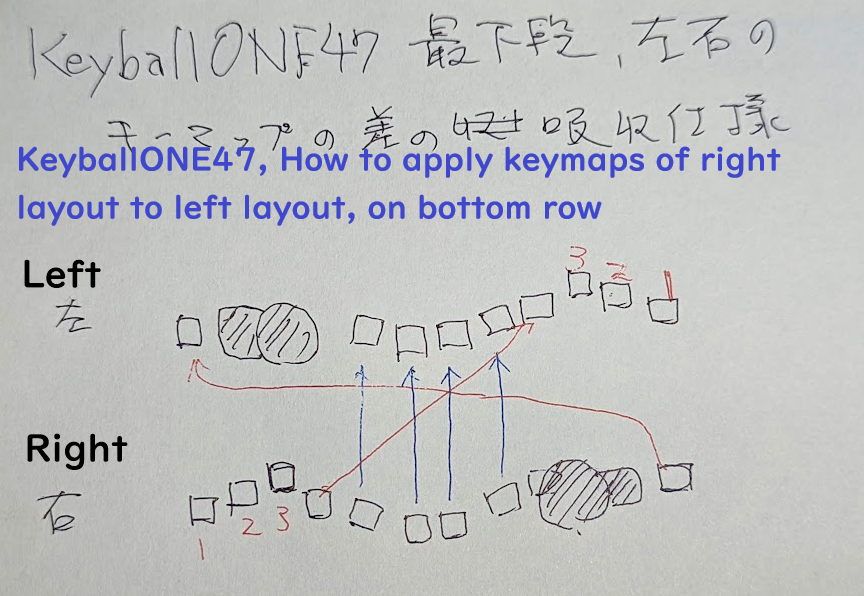 KeyballONE47 最下段、左右の
キーマップの差の 吸収仕様
KeyballONE47, How to apply keymaps of right
layout to left layout, on bottom row
3 2 1
Left
左
Right
右
1 2 3